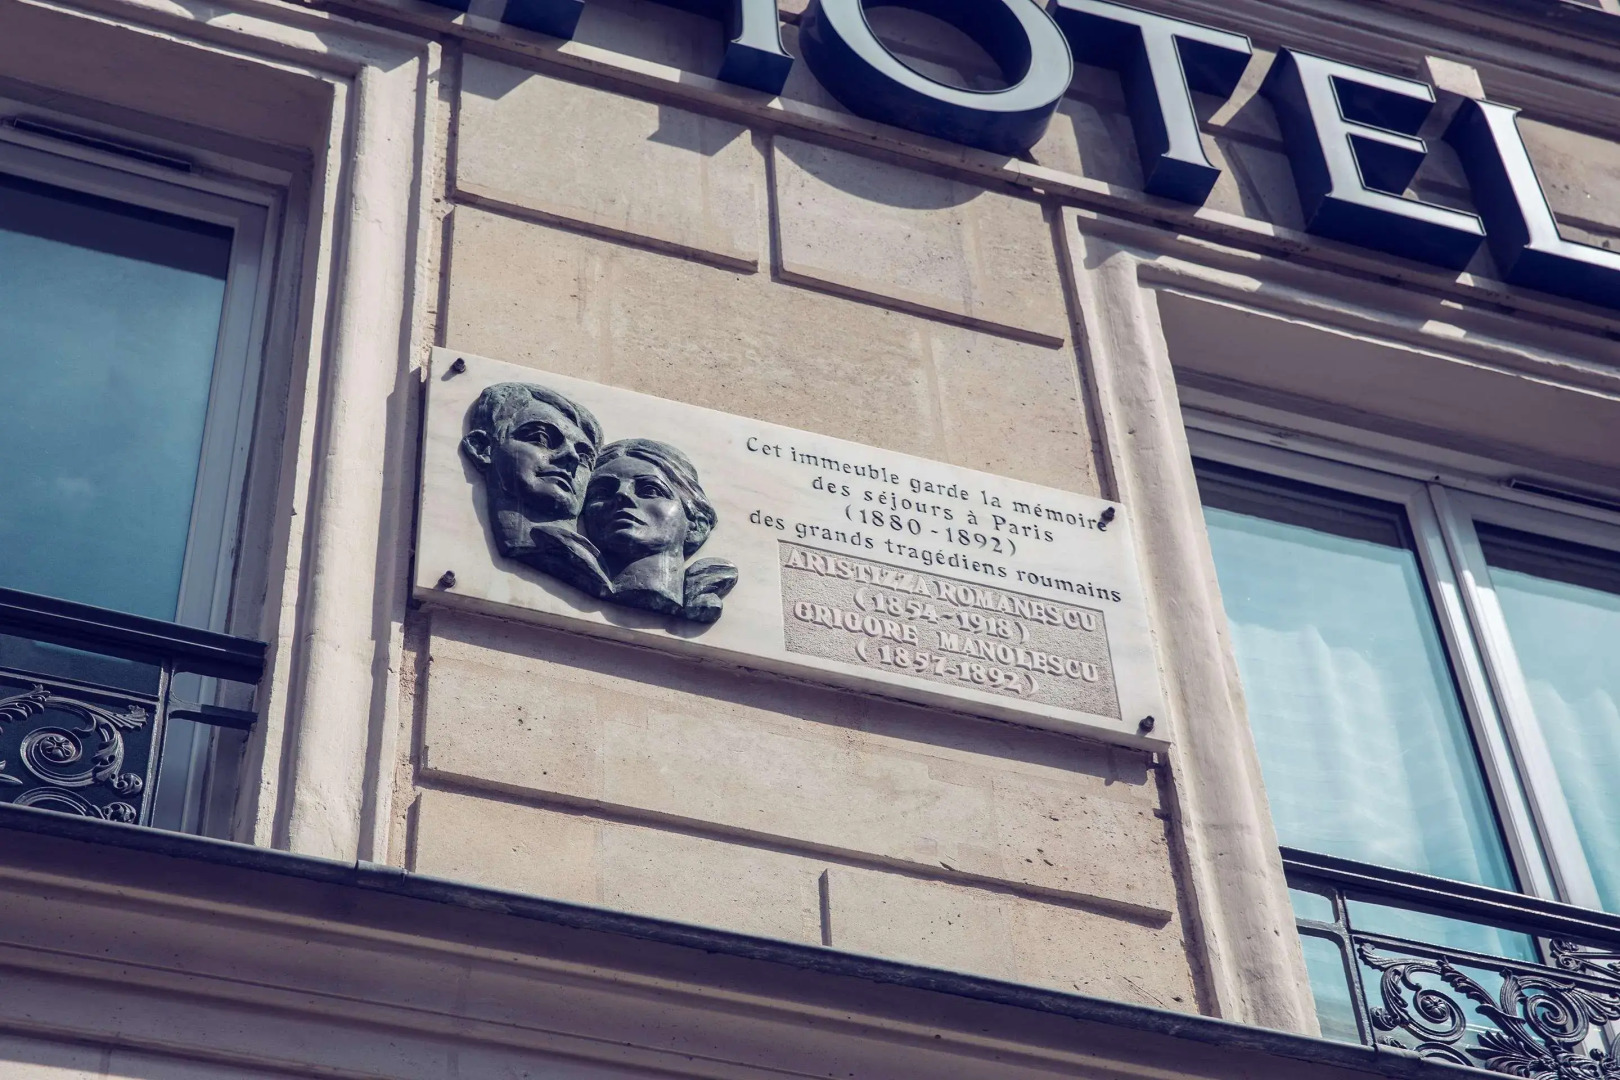 HOTEL
Cet immeuble garde la mémoire
des séjours à Paris
(1880-1892)
des grands tragédiens roumains
ARISTIZZA ROMANESCU
(1854-1918)
GRIGORE MANOLESCU
(1857-1892)